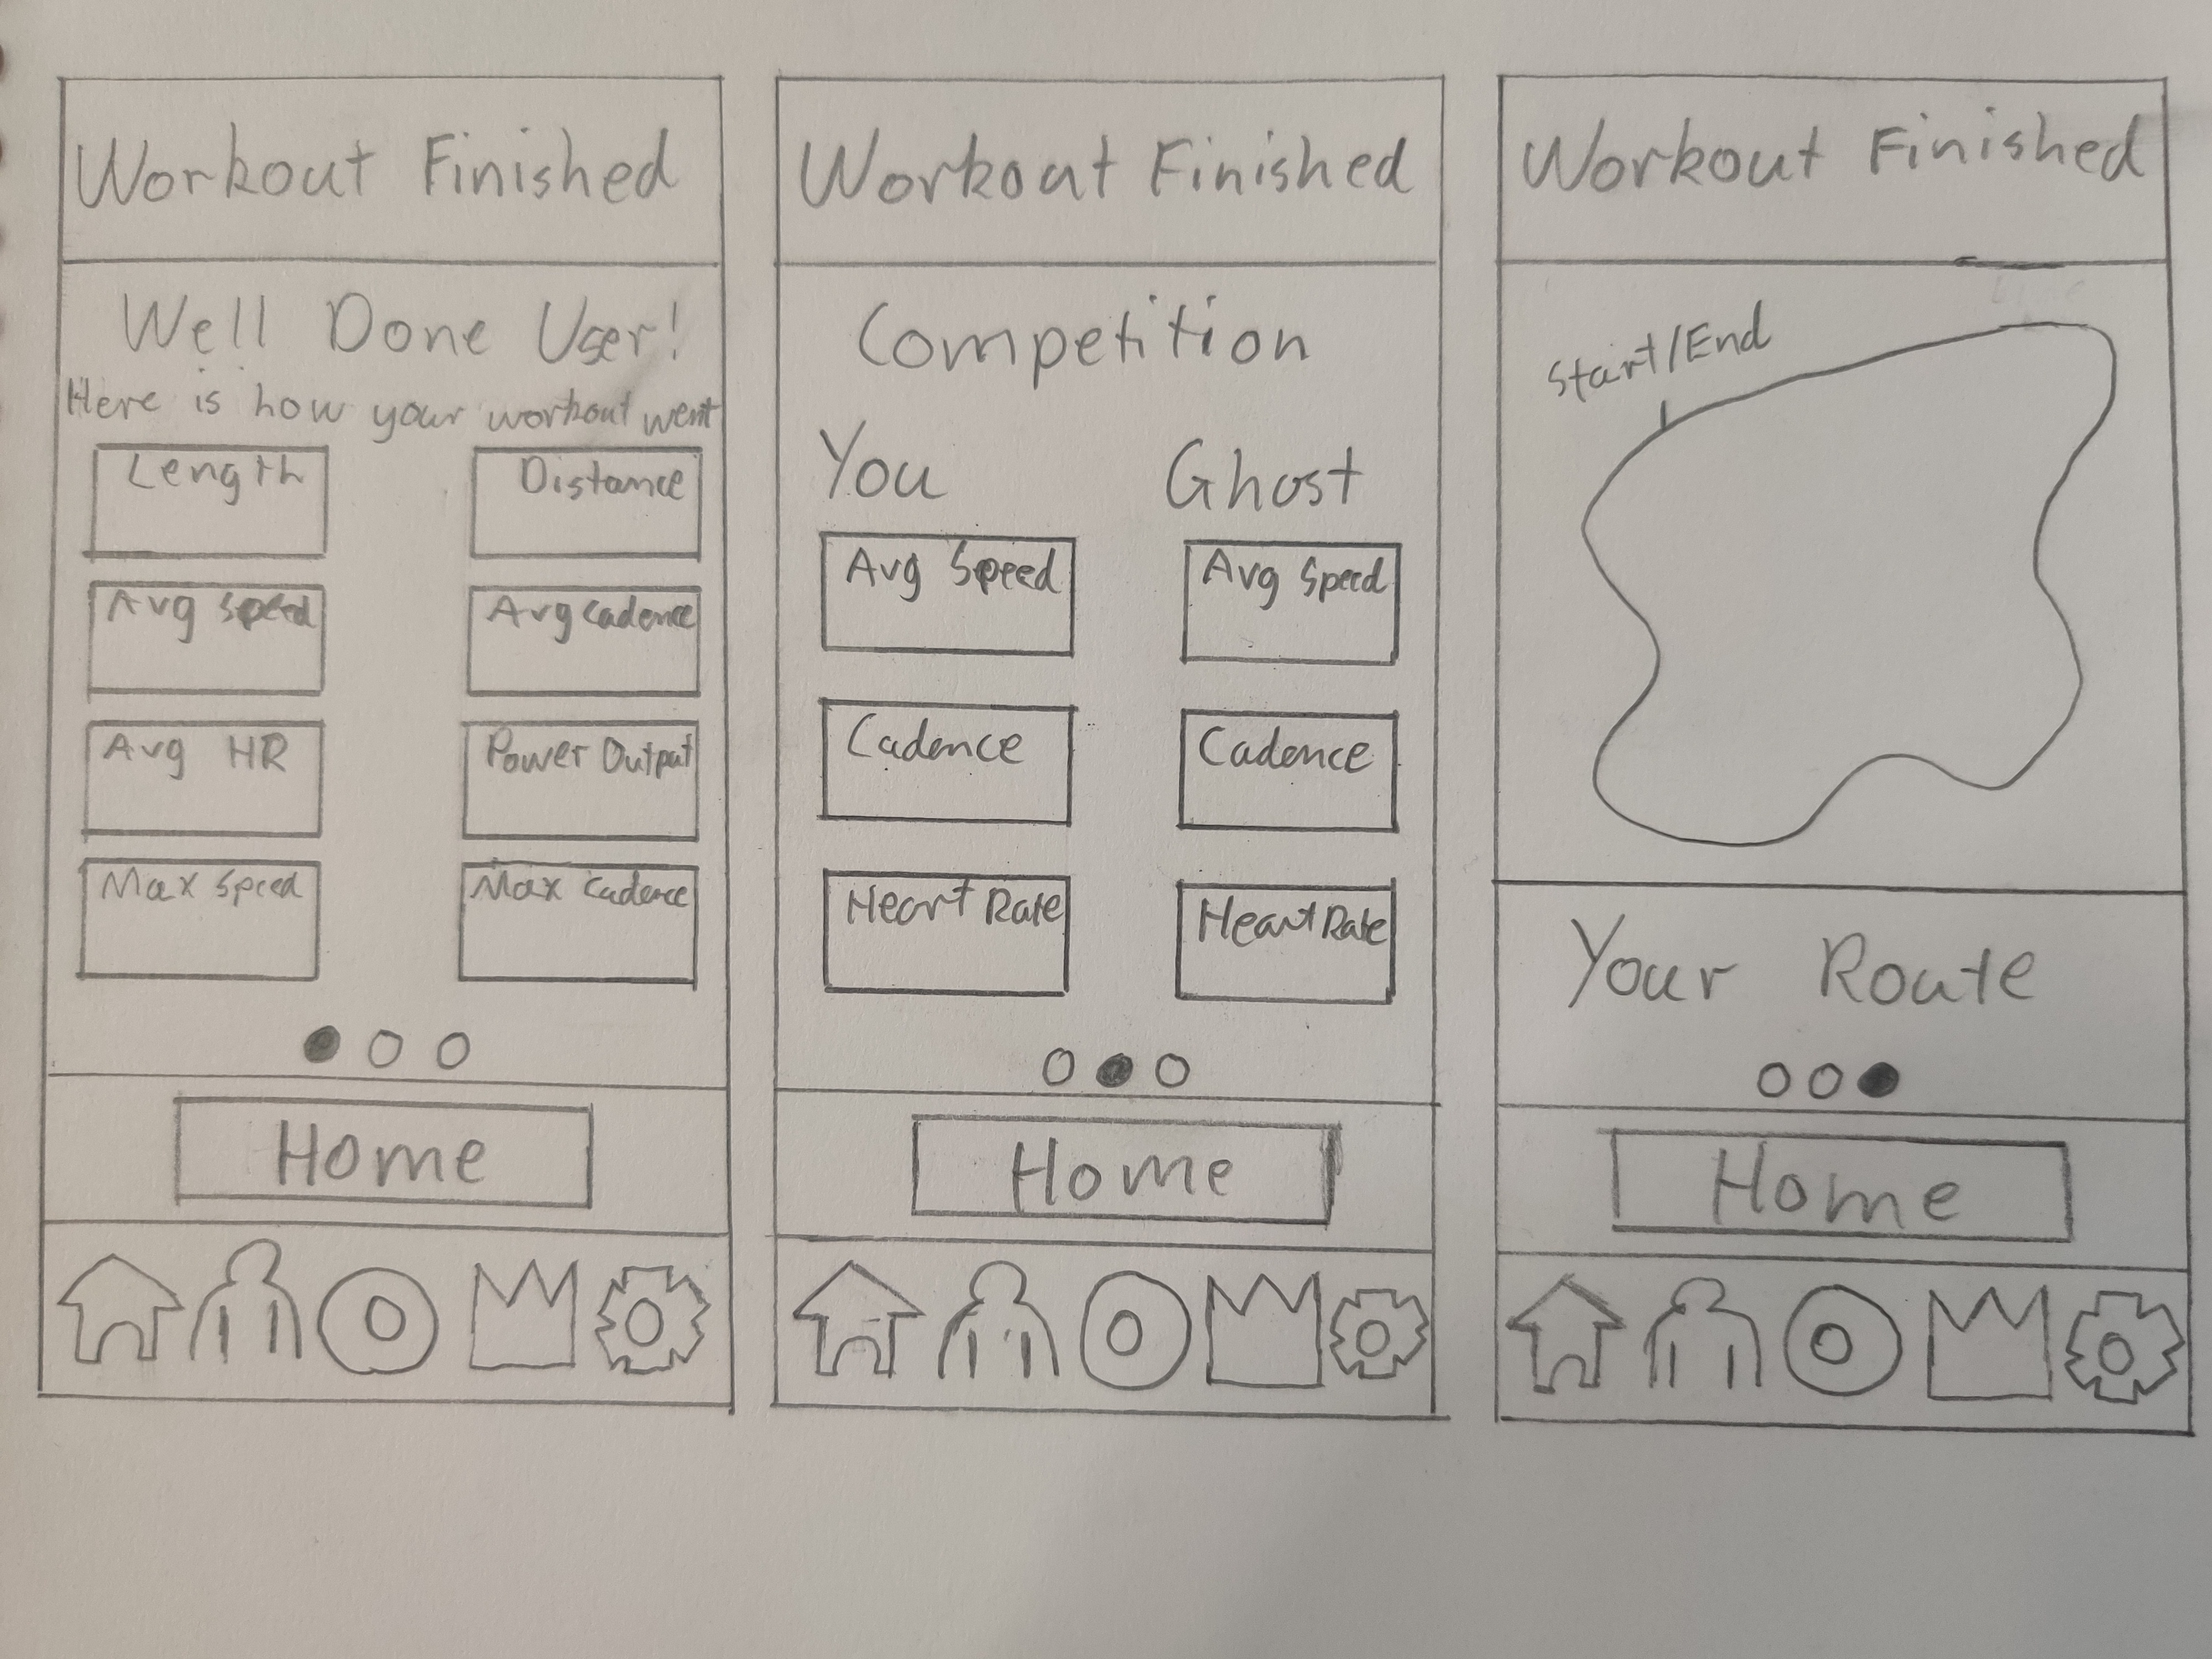 Workout Finished
Well Done User!
Here is how your workout went
Length
Distance
Avg Speed
Avg Cadence
Avg HR
Power Output
Max Speed
Max Cadence
Home
Workout Finished
Competition
You
Ghost
Avg Speed
Avg Speed
Cadence
Cadence
Heart Rate
Heart Rate
Home
Workout Finished
Start/End
Your Route
Home